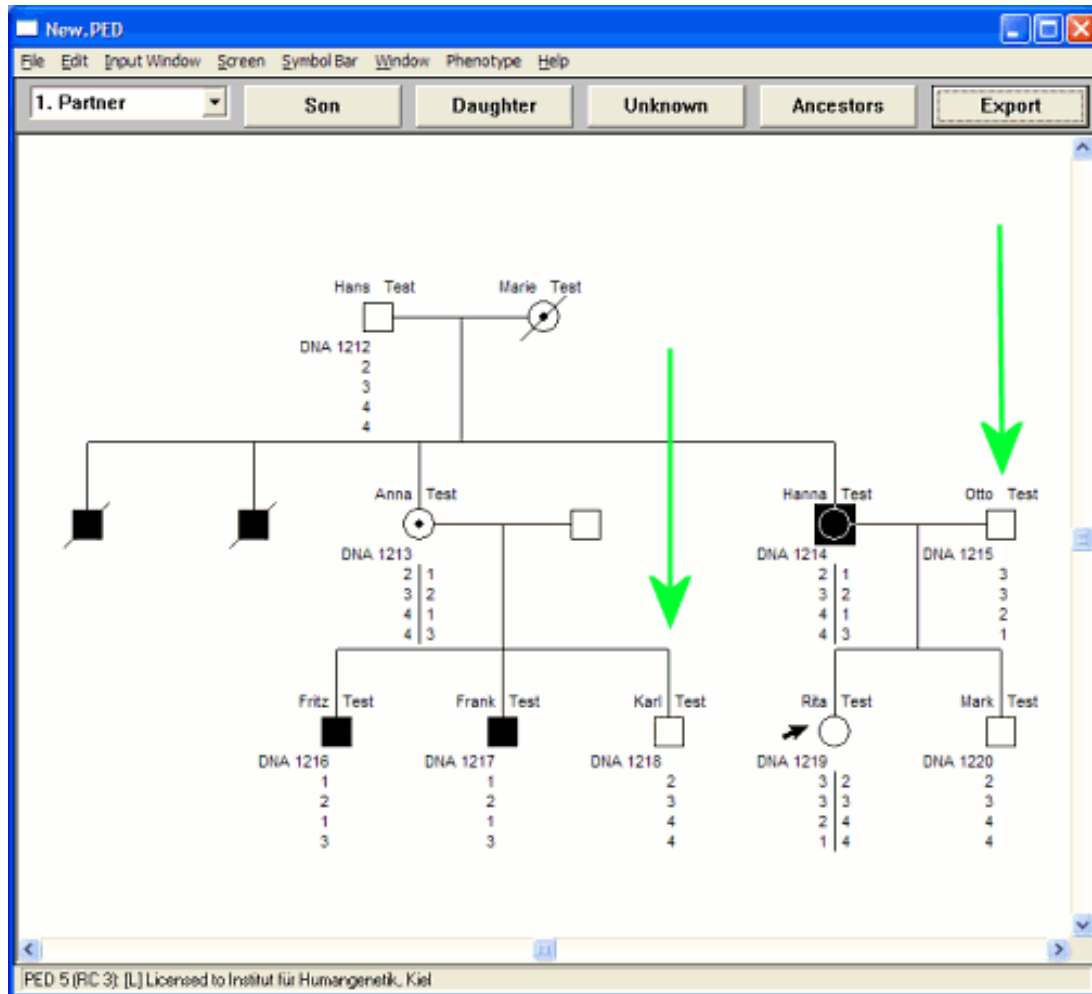 New.PED
File Edit Input Window Screen Symbol Bar Window Phenotype Help
1. Partner Son Daughter Unknown Ancestors Export
Hans Test Marie Test
DNA 1212
2
3
4
4
Anna Test Hanna Test Otto Test
DNA 1213 DNA 1214 DNA 1215
2 1 2 1 3
3 2 3 2 3
4 1 4 1 2
4 3 4 3 1
Fritz Test Frank Test Karl Test Rita Test Mark Test
DNA 1216 DNA 1217 DNA 1218 DNA 1219 DNA 1220
1 1 2 3 2 2
2 2 3 3 3 3
1 1 4 2 4 4
3 3 4 1 4 4
PED 5 (RC 3): [L] Licensed to Institut für Humangenetik, Kiel